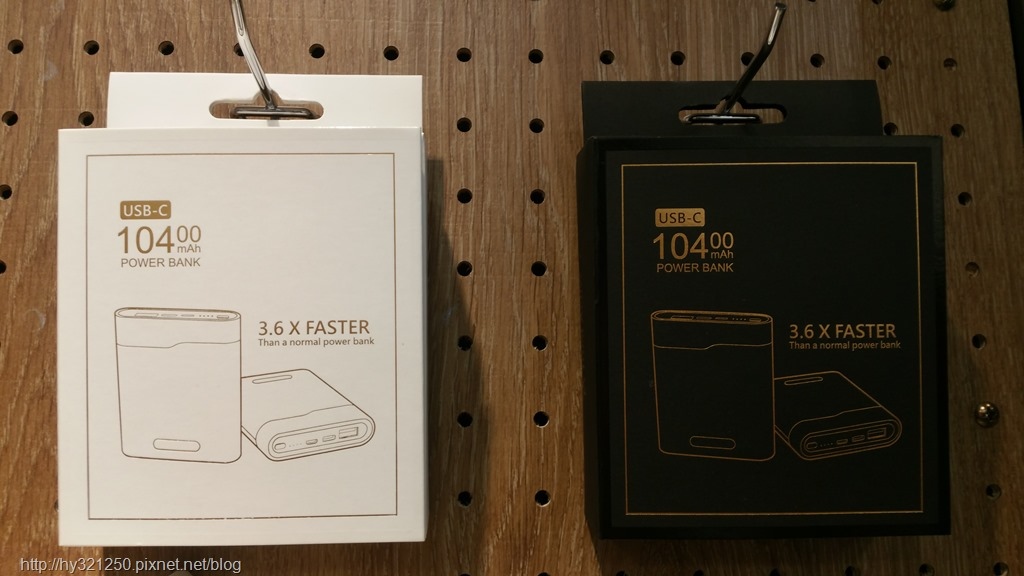 USB-C
10400
mAh
POWER BANK
3.6 X FASTER
Than a normal power bank
USB-C
10400
mAh
POWER BANK
3.6 X FASTER
Than a normal power bank
http://hy321250.pixnet.net/blog